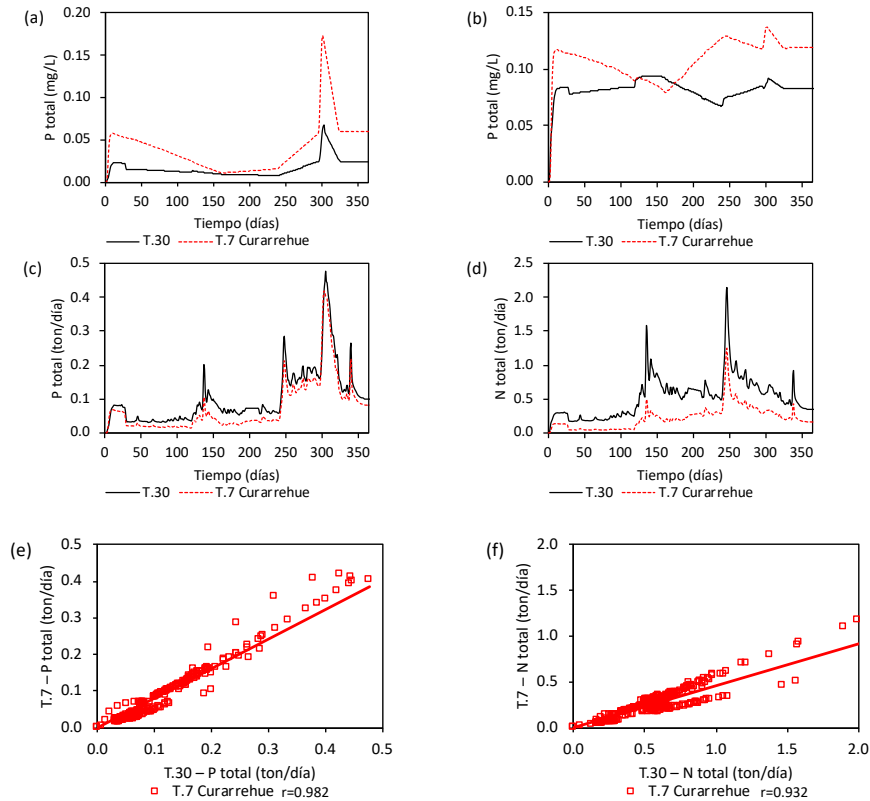 (a)
P total (mg/L)
0.20
0.15
0.10
0.05
0.00
0 50 100 150 200 250 300 350
Tiempo (días)
T.30 T.7 Curarrehue
(b)
P total (mg/L)
0.15
0.10
0.05
0.00
0 50 100 150 200 250 300 350
Tiempo (días)
T.30 T.7 Curarrehue
(c)
P total (ton/día)
0.5
0.4
0.3
0.2
0.1
0.0
0 50 100 150 200 250 300 350
Tiempo (días)
T.30 T.7 Curarrehue
(d)
N total (ton/día)
2.5
2.0
1.5
1.0
0.5
0.0
0 50 100 150 200 250 300 350
Tiempo (días)
T.30 T.7 Curarrehue
(e)
T.7 – P total (ton/día)
0.5
0.4
0.3
0.2
0.1
0.0
0.0 0.1 0.2 0.3 0.4 0.5
T.30 – P total (ton/día)
T.7 Curarrehue r=0.982
(f)
T.7 – N total (ton/día)
2.0
1.5
1.0
0.5
0.0
0.0 0.5 1.0 1.5 2.0
T.30 – N total (ton/día)
T.7 Curarrehue r=0.932